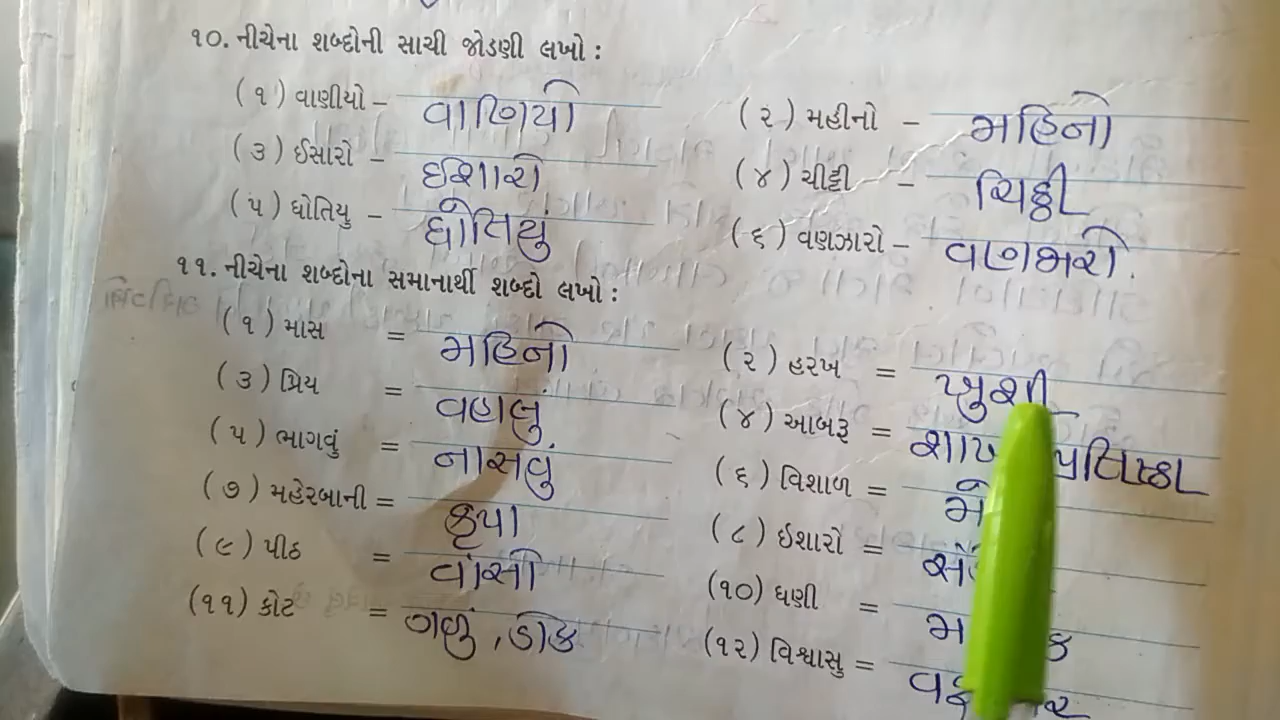 ૧૦. નીચેના શબ્દોની સાચી જોડણી લખો :
(૧) વાણીયો – વાણિયો (૨) મહીનો – મહિનો
(૩) ઈસારો – ઇશારો (૪) ચીટ્ટી – ચિઠ્ઠી
(૫) ધોતિયુ – ધોતિયું (૬) વણઝારો – વણજારો.
૧૧. નીચેના શબ્દોના સમાનાર્થી શબ્દો લખો :
(૧) માસ = મહિનો (૨) હરખ = ખુશી
(૩) પ્રિય = વહાલું (૪) આબરૂ = પ્રતિષ્ઠા
(૫) ભાગવું = નાસવું (૬) વિશાળ =
(૭) મહેરબાની = કૃપા (૮) ઇશારો =
(૯) પીઠ = વાંસો (૧૦) ધણી =
(૧૧) કોટ = ગળું, ડોક (૧૨) વિશ્વાસુ =